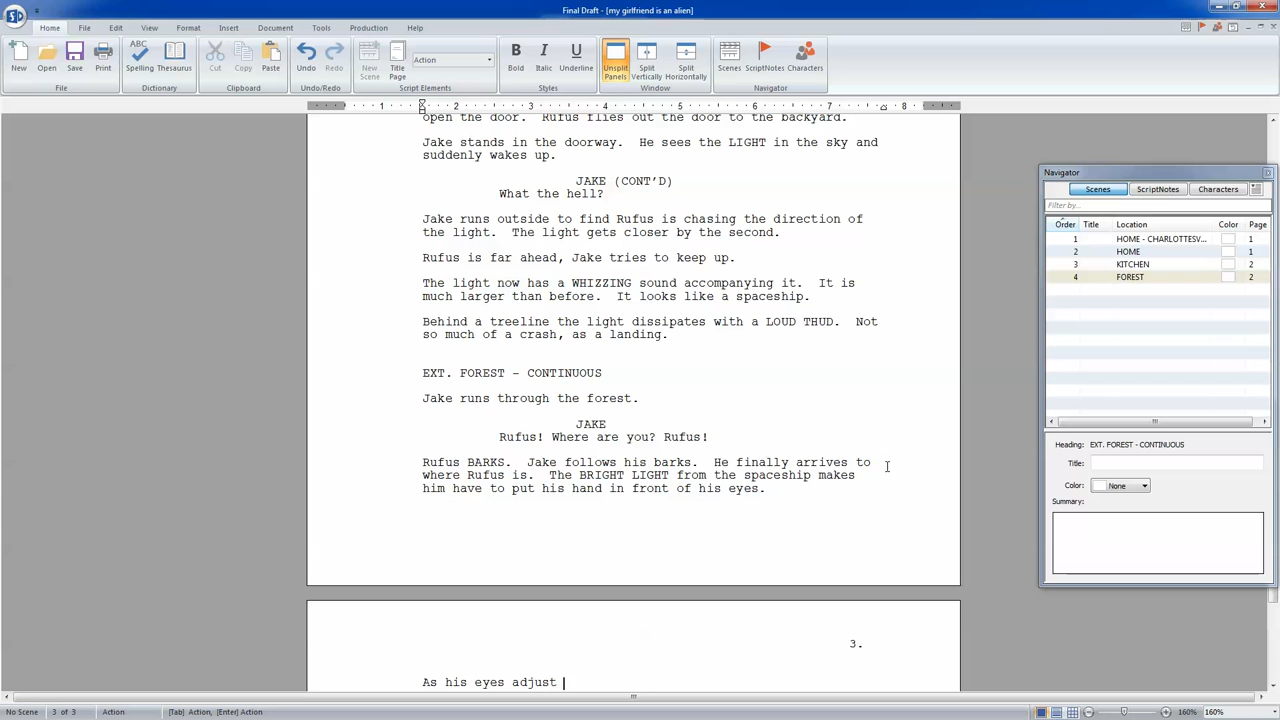 Final Draft - [my girlfriend is an alien]
Home File Edit View Format Insert Document Tools Production Help
New Open Save Print Spelling Thesaurus Cut Copy Paste Undo Redo New Scene Title Page Action Bold Italic Underline Unsplit Panels Split Vertically Split Horizontally Scenes ScriptNotes Characters
ABC
File Dictionary Clipboard Undo/Redo Script Elements Styles Window Navigator
1 2 3 4 5 6 7 8
open the door.  Rufus flies out the door to the backyard.
Jake stands in the doorway.  He sees the LIGHT in the sky and
suddenly wakes up.
JAKE (CONT'D)
What the hell?
Jake runs outside to find Rufus is chasing the direction of
the light.  The light gets closer by the second.
Rufus is far ahead, Jake tries to keep up.
The light now has a WHIZZING sound accompanying it.  It is
much larger than before.  It looks like a spaceship.
Behind a treeline the light dissipates with a LOUD THUD.  Not
so much of a crash, as a landing.
EXT. FOREST - CONTINUOUS
Jake runs through the forest.
JAKE
Rufus! Where are you? Rufus!
Rufus BARKS.  Jake follows his barks.  He finally arrives to
where Rufus is.  The BRIGHT LIGHT from the spaceship makes
him have to put his hand in front of his eyes.
3.
As his eyes adjust
Navigator
Scenes ScriptNotes Characters
Filter by...
Order Title Location Color Page
1 HOME - CHARLOTTESV... 1
2 HOME 1
3 KITCHEN 2
4 FOREST 2
Heading: EXT. FOREST - CONTINUOUS
Title:
Color: None
Summary:
No Scene 3 of 3 Action [Tab] Action, [Enter] Action 160% 160%